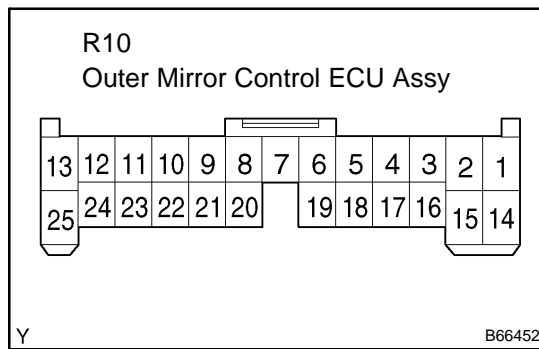 R10
Outer Mirror Control ECU Assy
13 12 11 10 9 8 7 6 5 4 3 2 1
25 24 23 22 21 20 19 18 17 16 15 14
Y B66452